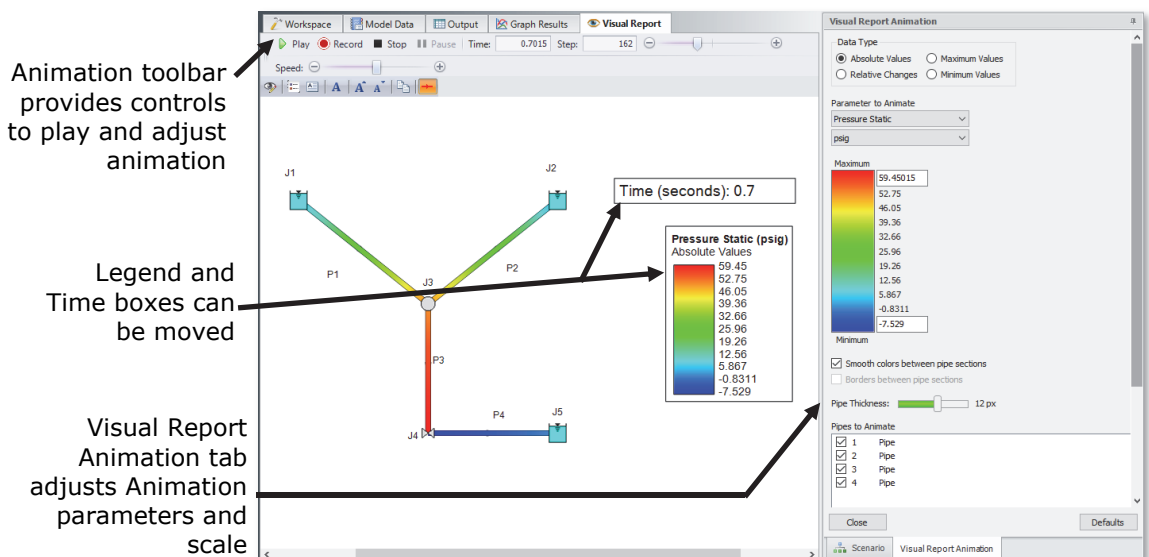 Animation toolbar
provides controls
to play and adjust
animation
Legend and
Time boxes can
be moved
Visual Report
Animation tab
adjusts Animation
parameters and
scale
Workspace
Model Data
Output
Graph Results
Visual Report
Play
Record
Stop
Pause
Time:
0.7015
Step:
162
Speed:
A
A
A
J1
J2
P1
P2
J3
P3
J4
P4
J5
Time (seconds): 0.7
Pressure Static (psig)
Absolute Values
59.45
52.75
46.05
39.36
32.66
25.96
19.26
12.56
5.867
-0.8311
-7.529
Visual Report Animation
Data Type
Absolute Values
Maximum Values
Relative Changes
Minimum Values
Parameter to Animate
Pressure Static
psig
Maximum
59.45015
52.75
46.05
39.36
32.66
25.96
19.26
12.56
5.867
-0.8311
-7.529
Minimum
Smooth colors between pipe sections
Borders between pipe sections
Pipe Thickness:
12 px
Pipes to Animate
1 Pipe
2 Pipe
3 Pipe
4 Pipe
Close
Defaults
Scenario
Visual Report Animation